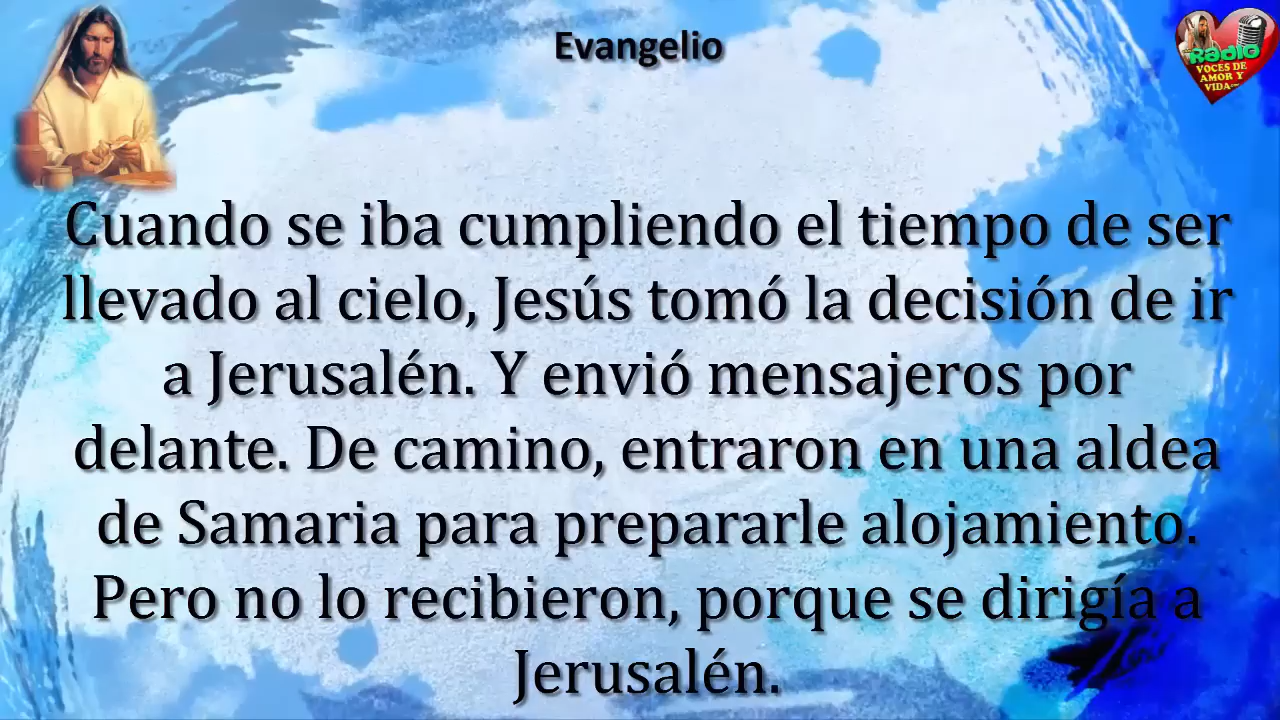 Evangelio
Radio
VOCES DE
AMOR Y
VIDA
Cuando se iba cumpliendo el tiempo de ser
llevado al cielo, Jesús tomó la decisión de ir
a Jerusalén. Y envió mensajeros por
delante. De camino, entraron en una aldea
de Samaria para prepararle alojamiento.
Pero no lo recibieron, porque se dirigía a
Jerusalén.